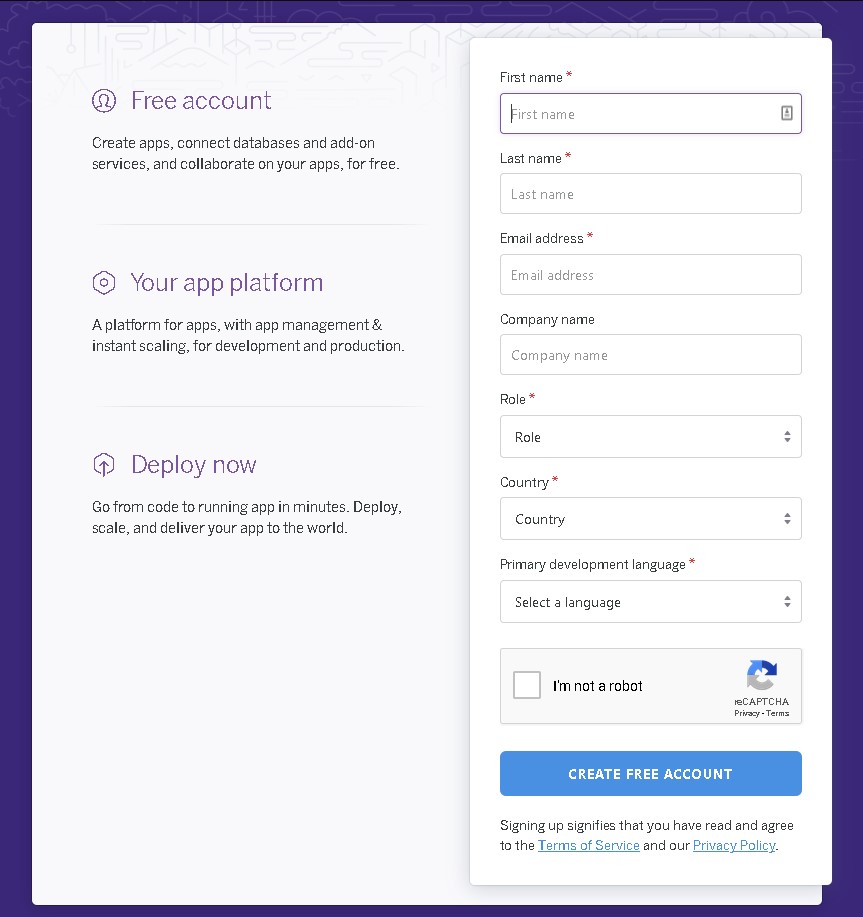 Free account
Create apps, connect databases and add-on
services, and collaborate on your apps, for free.
Your app platform
A platform for apps, with app management &
instant scaling, for development and production.
Deploy now
Go from code to running app in minutes. Deploy,
scale, and deliver your app to the world.
First name *
First name
Last name *
Last name
Email address *
Email address
Company name
Company name
Role *
Role
Country *
Country
Primary development language *
Select a language
I'm not a robot
reCAPTCHA
Privacy - Terms
CREATE FREE ACCOUNT
Signing up signifies that you have read and agree
to the Terms of Service and our Privacy Policy.